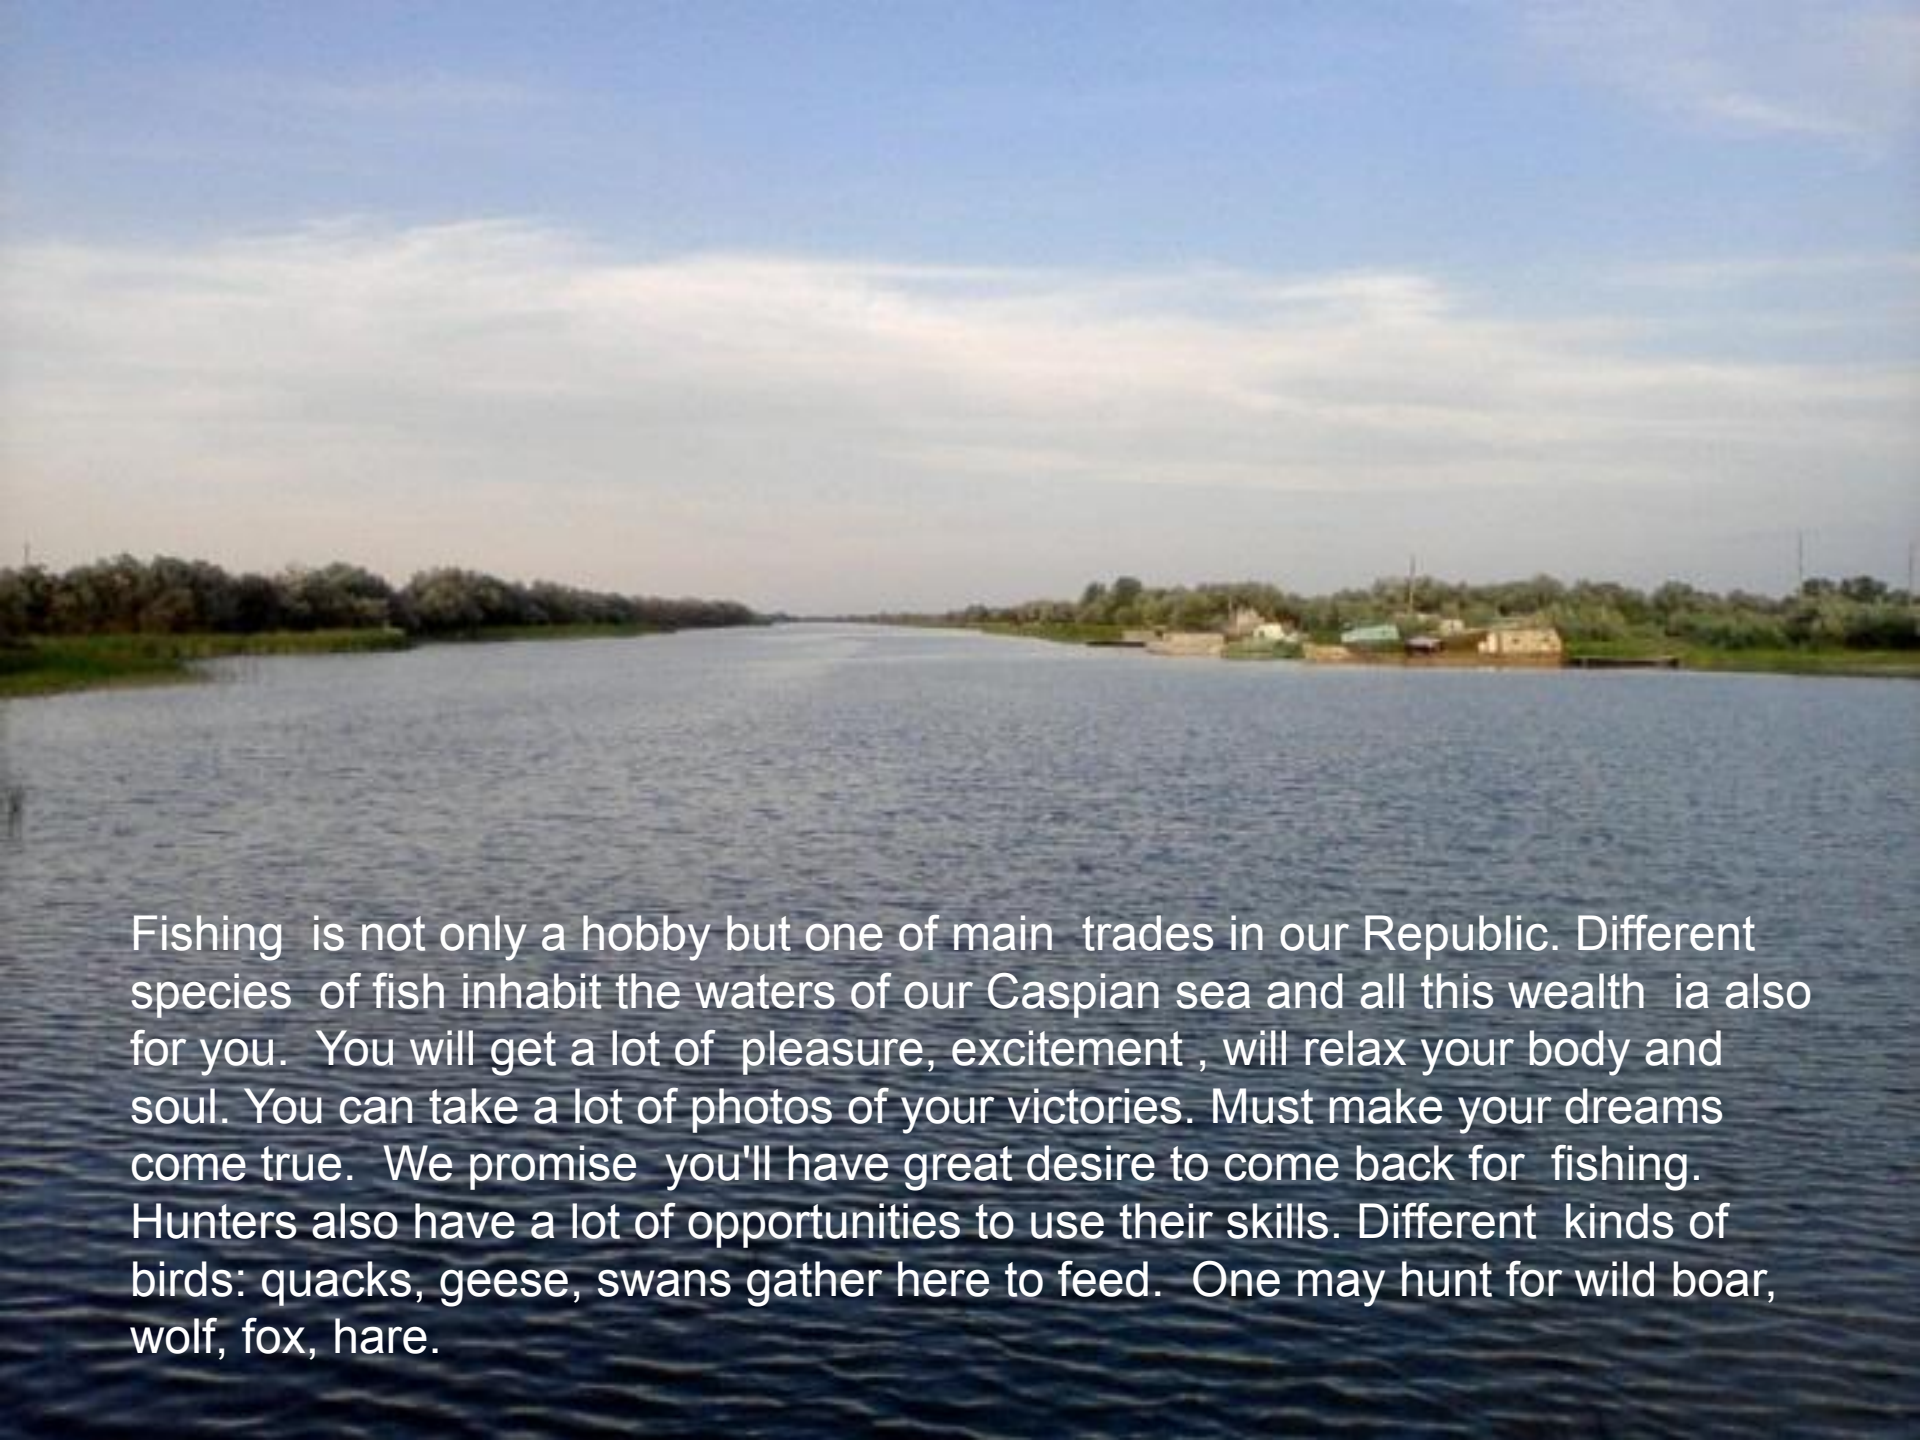 Fishing  is not only a hobby but one of main  trades in our Republic. Different
species  of fish inhabit the waters of our Caspian sea and all this wealth  ia also
for you.  You will get a lot of  pleasure, excitement , will relax your body and
soul. You can take a lot of photos of your victories. Must make your dreams
come true.  We promise  you'll have great desire to come back for  fishing.
Hunters also have a lot of opportunities to use their skills. Different  kinds of
birds: quacks, geese, swans gather here to feed.  One may hunt for wild boar,
wolf, fox, hare.